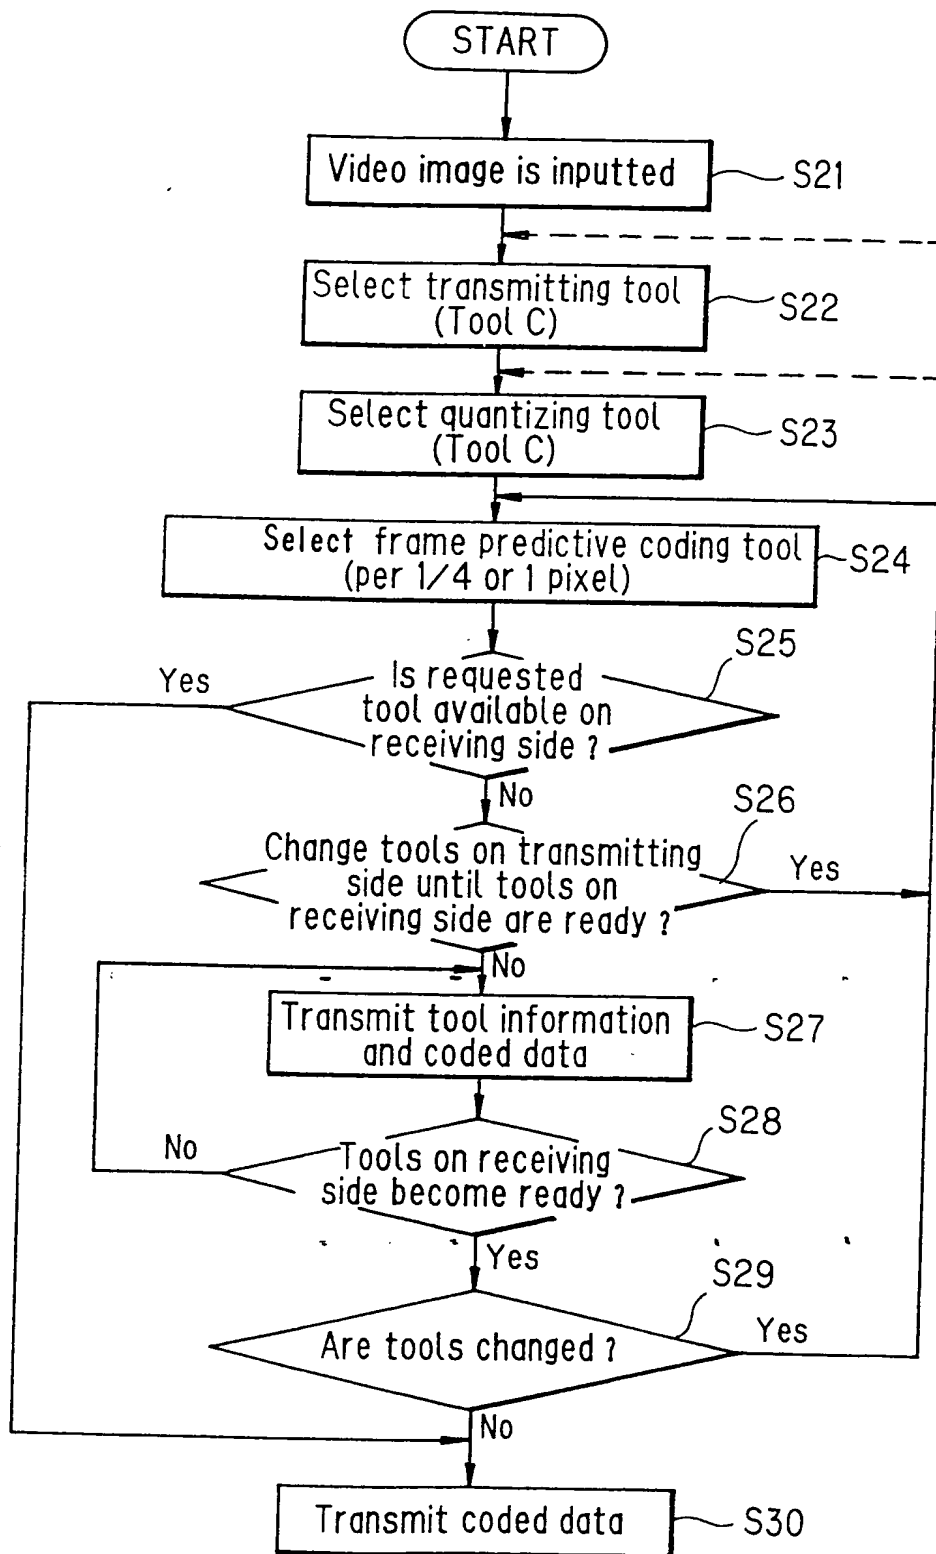 START
Video image is inputted
S21
Select transmitting tool
(Tool C)
S22
Select quantizing tool
(Tool C)
S23
Select frame predictive coding tool
(per 1/4 or 1 pixel)
S24
S25
Yes
Is requested
tool available on
receiving side ?
No
S26
Change tools on transmitting
side until tools on
receiving side are ready ?
Yes
No
Transmit tool information
and coded data
S27
S28
No
Tools on receiving
side become ready ?
Yes
S29
Are tools changed ?
Yes
No
Transmit coded data
S30